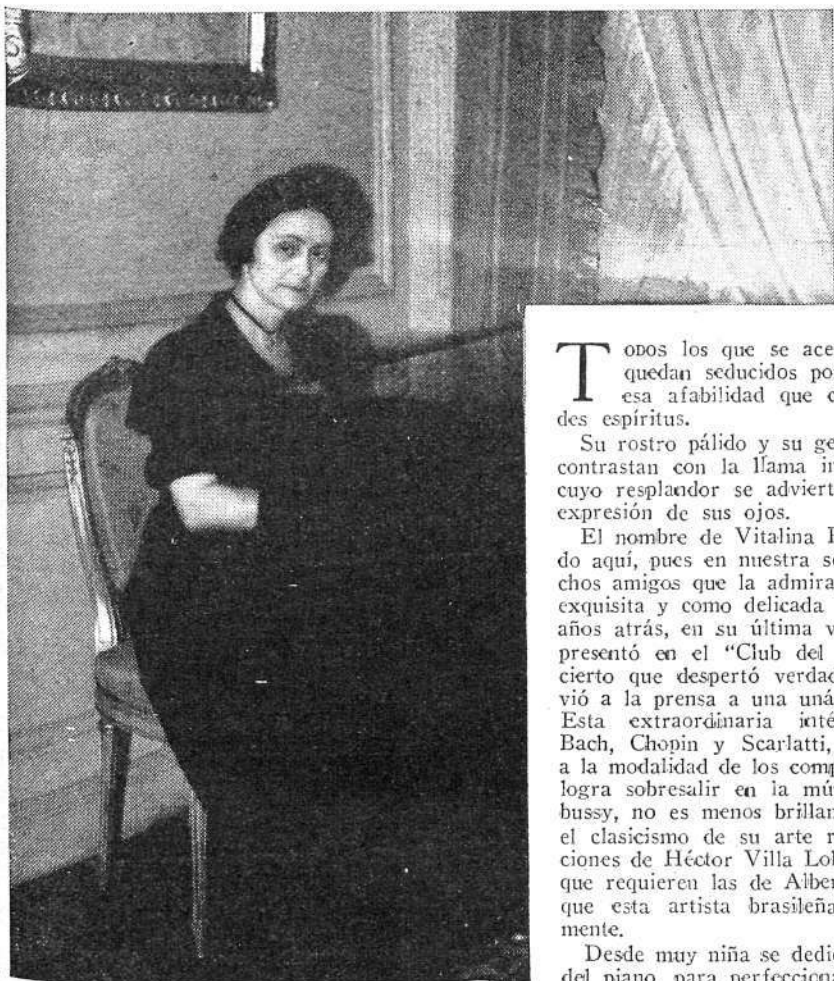 TODOS los que se ace
quedan seducidos po
esa afabilidad que c
des espíritus.
Su rostro pálido y su ge
contrastan con la llama in
cuyo resplandor se adviert
expresión de sus ojos.
El nombre de Vitalina B
do aquí, pues en nuestra s
chos amigos que la admira
exquisita y como delicada
años atrás, en su última v
presentó en el "Club del
cierto que despertó verdad
vió a la prensa a una uná
Esta extraordinaria inté
Bach, Chopin y Scarlatti,
a la modalidad de los comp
logra sobresalir en la mú
bussy, no es menos brillan
el clasicismo de su arte r
ciones de Héctor Villa Lol
que requieren las de Alber
que esta artista brasileña
mente.
Desde muy niña se dedi
del piano, para perfecciona